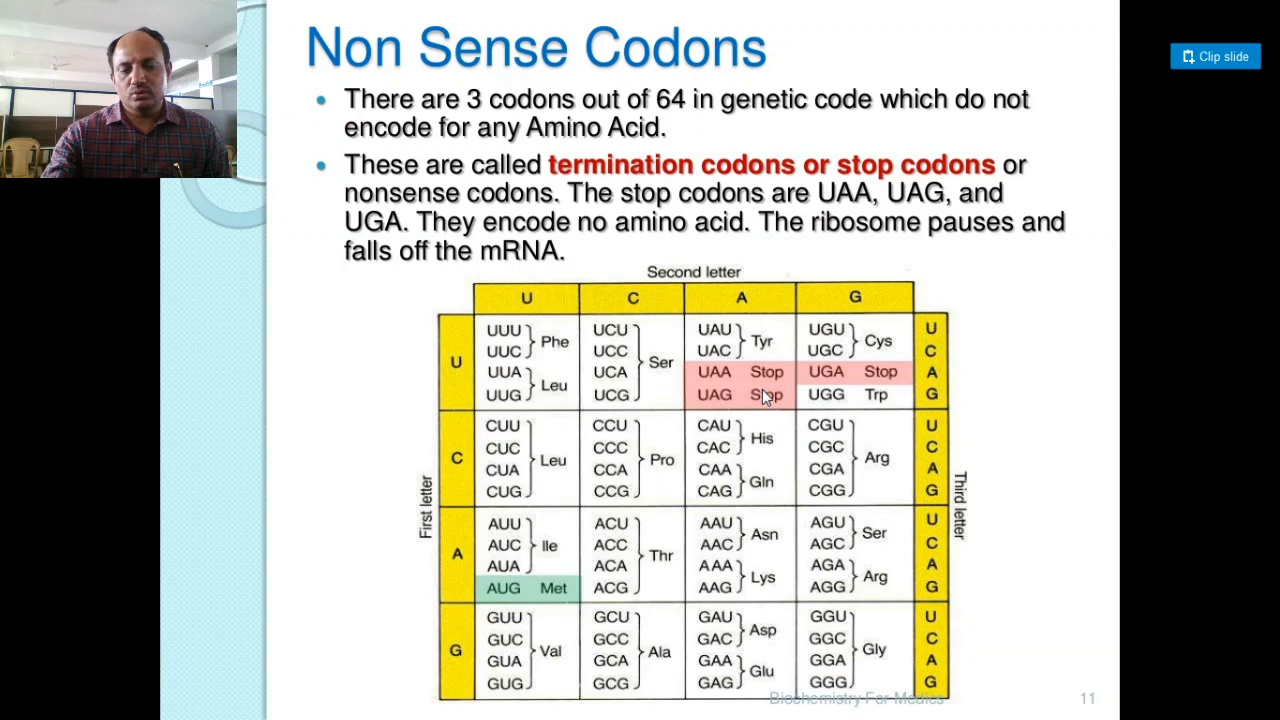 Non Sense Codons
Clip slide
• There are 3 codons out of 64 in genetic code which do not
encode for any Amino Acid.
• These are called termination codons or stop codons or
nonsense codons. The stop codons are UAA, UAG, and
UGA. They encode no amino acid. The ribosome pauses and
falls off the mRNA.
Second letter
U C A G
First letter
Third letter
U
UUU UCU UAU UGU U
UUC Phe UCC UAC Tyr UGC Cys C
UUA UCA Ser UAA Stop UGA Stop A
UUG Leu UCG UAG Stop UGG Trp G
C
CUU CCU CAU CGU U
CUC CCC CAC His CGC C
CUA Leu CCA Pro CAA CGA Arg A
CUG CCG CAG Gln CGG G
A
AUU ACU AAU AGU U
AUC Ile ACC AAC Asn AGC Ser C
AUA ACA Thr AAA AGA A
AUG Met ACG AAG Lys AGG Arg G
G
GUU GCU GAU GGU U
GUC GCC GAC Asp GGC C
GUA Val GCA Ala GAA GGA Gly A
GUG GCG GAG Glu GGG G
Biochemistry For Medics 11